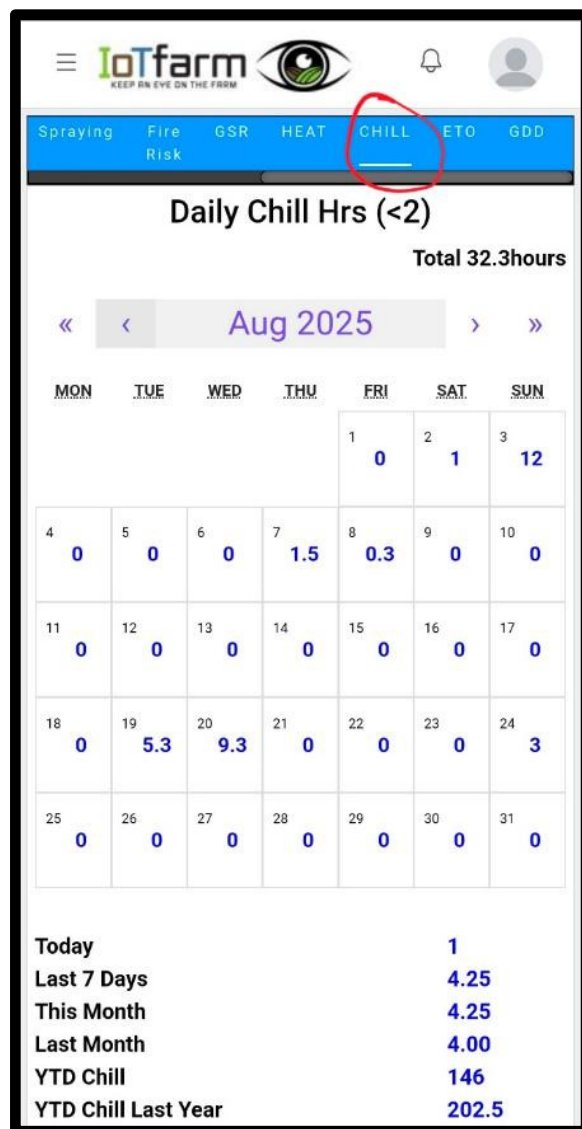 IoTfarm
KEEP AN EYE ON THE FARM
Spraying Fire Risk GSR HEAT CHILL ETO GDD
Daily Chill Hrs (<2)
Total 32.3hours
« ‹ Aug 2025 › »
MON TUE WED THU FRI SAT SUN
1 0 2 1 3 12
4 0 5 0 6 0 7 1.5 8 0.3 9 0 10 0
11 0 12 0 13 0 14 0 15 0 16 0 17 0
18 0 19 5.3 20 9.3 21 0 22 0 23 0 24 3
25 0 26 0 27 0 28 0 29 0 30 0 31 0
Today 1
Last 7 Days 4.25
This Month 4.25
Last Month 4.00
YTD Chill 146
YTD Chill Last Year 202.5